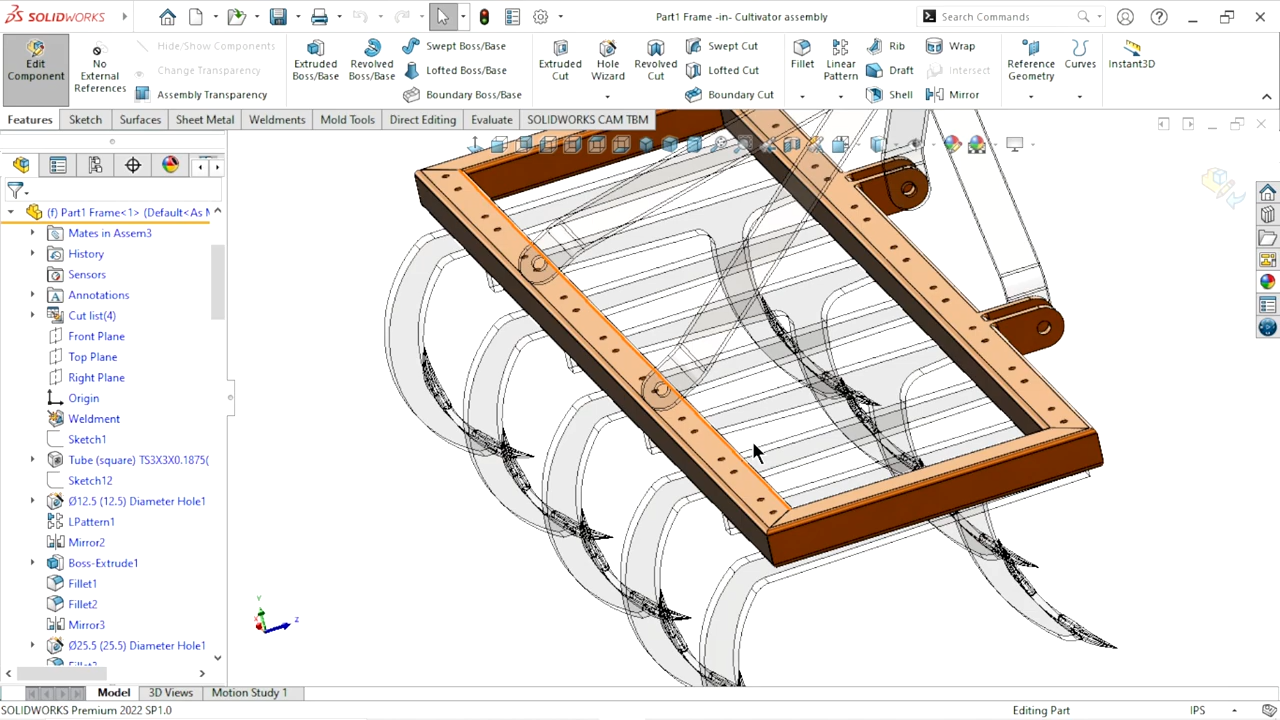 SOLIDWORKS
Part1 Frame -in- Cultivator assembly
Search Commands
Edit Component
No External References
Hide/Show Components
Change Transparency
Assembly Transparency
Extruded Boss/Base
Revolved Boss/Base
Swept Boss/Base
Lofted Boss/Base
Boundary Boss/Base
Extruded Cut
Hole Wizard
Revolved Cut
Swept Cut
Lofted Cut
Boundary Cut
Fillet
Linear Pattern
Rib
Draft
Shell
Wrap
Intersect
Mirror
Reference Geometry
Curves
Instant3D
Features
Sketch
Surfaces
Sheet Metal
Weldments
Mold Tools
Direct Editing
Evaluate
SOLIDWORKS CAM TBM
(f) Part1 Frame<1> (Default<As M
Mates in Assem3
History
Sensors
Annotations
Cut list(4)
Front Plane
Top Plane
Right Plane
Origin
Weldment
Sketch1
Tube (square) TS3X3X0.1875(
Sketch12
Ø12.5 (12.5) Diameter Hole1
LPattern1
Mirror2
Boss-Extrude1
Fillet1
Fillet2
Mirror3
Ø25.5 (25.5) Diameter Hole1
y
x
z
Model
3D Views
Motion Study 1
SOLIDWORKS Premium 2022 SP1.0
Editing Part
IPS